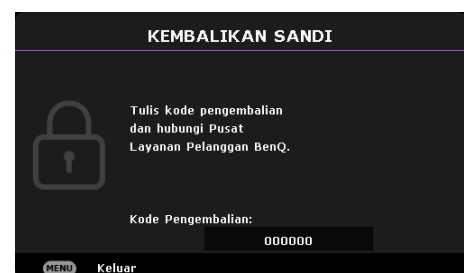 KEMBALIKAN SANDI
Tulis kode pengembalian
dan hubungi Pusat
Layanan Pelanggan BenQ.
Kode Pengembalian:
000000
MENU Keluar